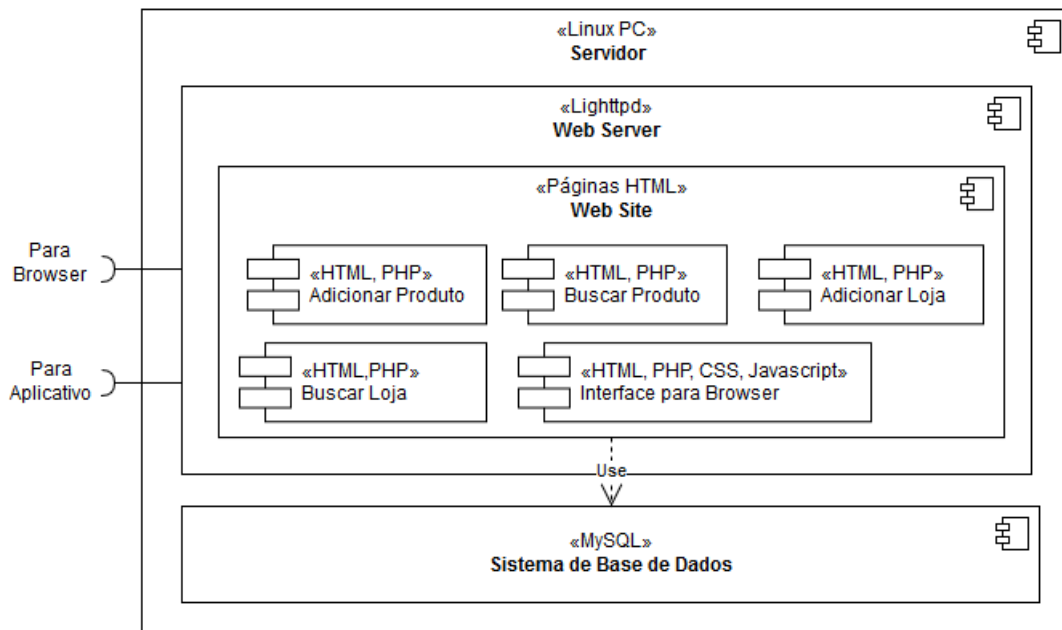 «Linux PC»
Servidor
«Lighttpd»
Web Server
«Páginas HTML»
Web Site
Para
Browser
«HTML, PHP»
Adicionar Produto
«HTML, PHP»
Buscar Produto
«HTML, PHP»
Adicionar Loja
Para
Aplicativo
«HTML,PHP»
Buscar Loja
«HTML, PHP, CSS, Javascript»
Interface para Browser
Use
«MySQL»
Sistema de Base de Dados